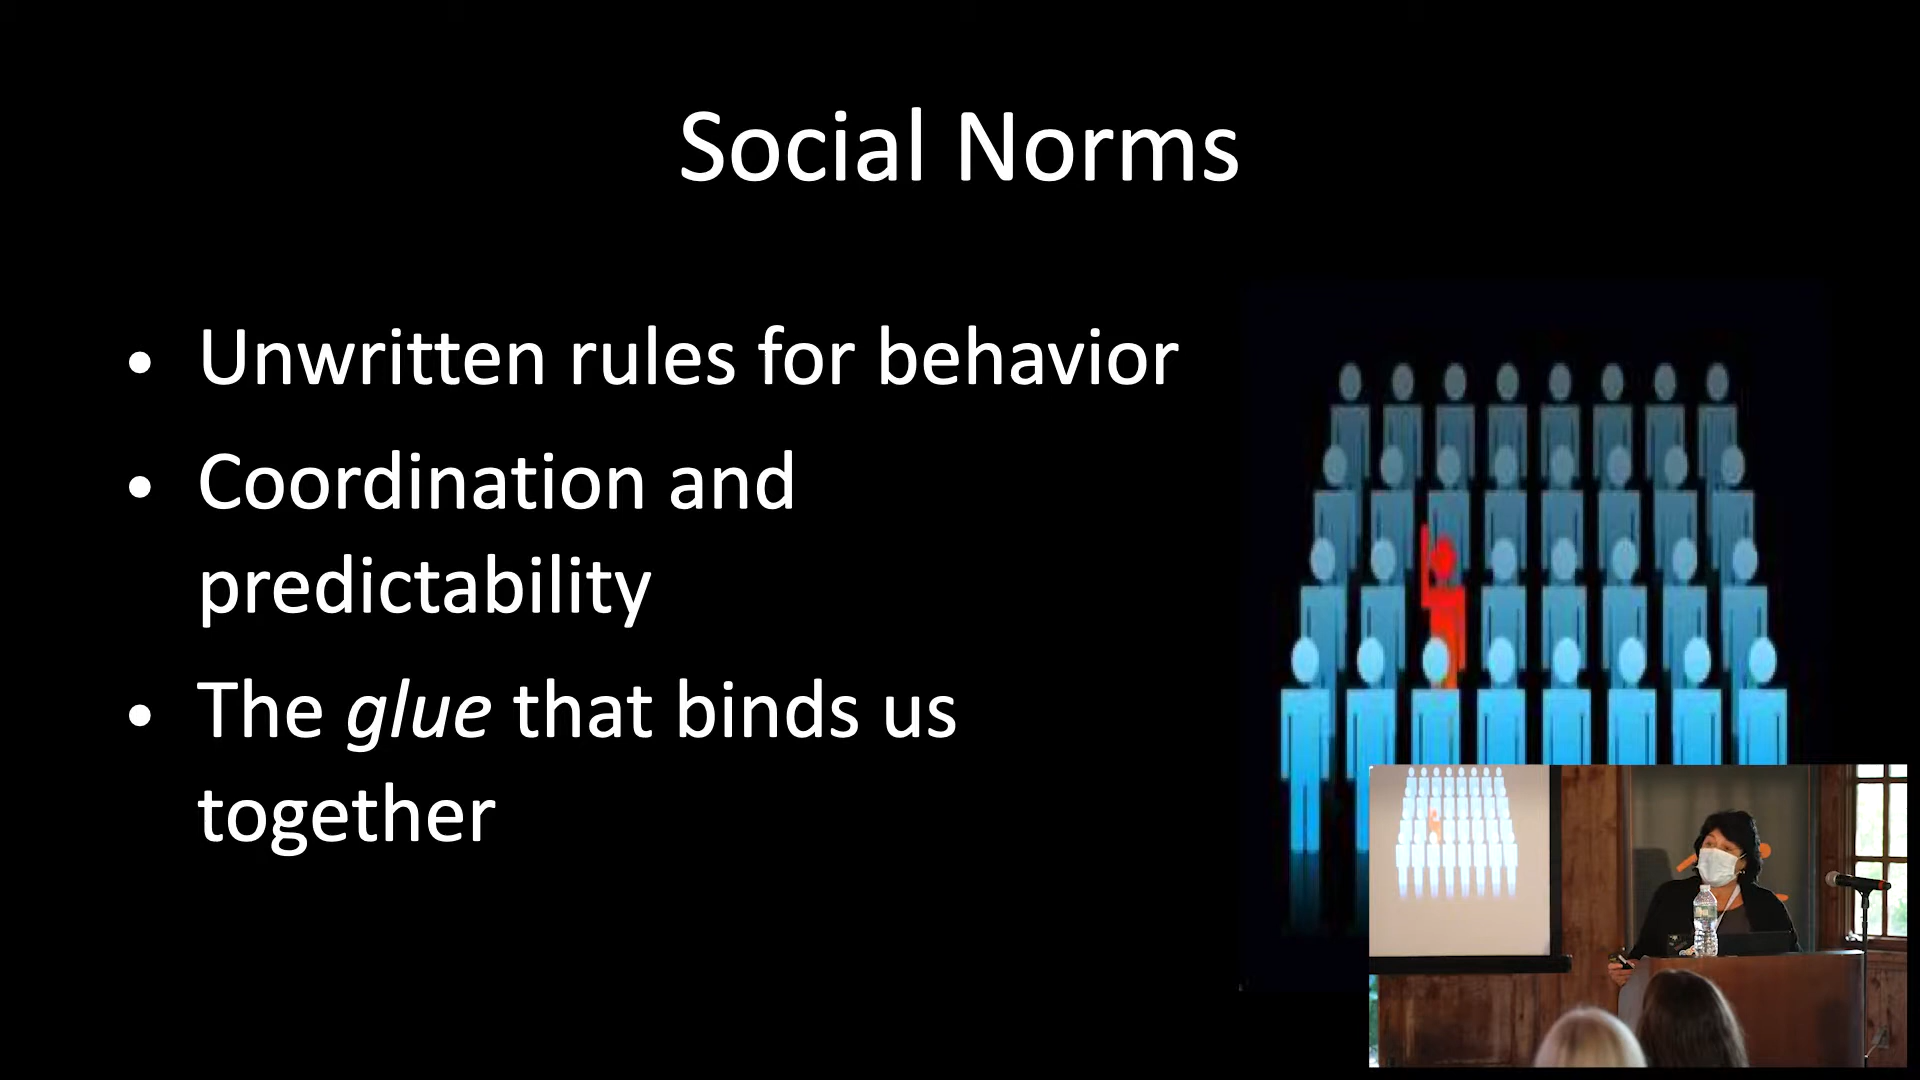 Social Norms
• Unwritten rules for behavior
• Coordination and
predictability
• The glue that binds us
together